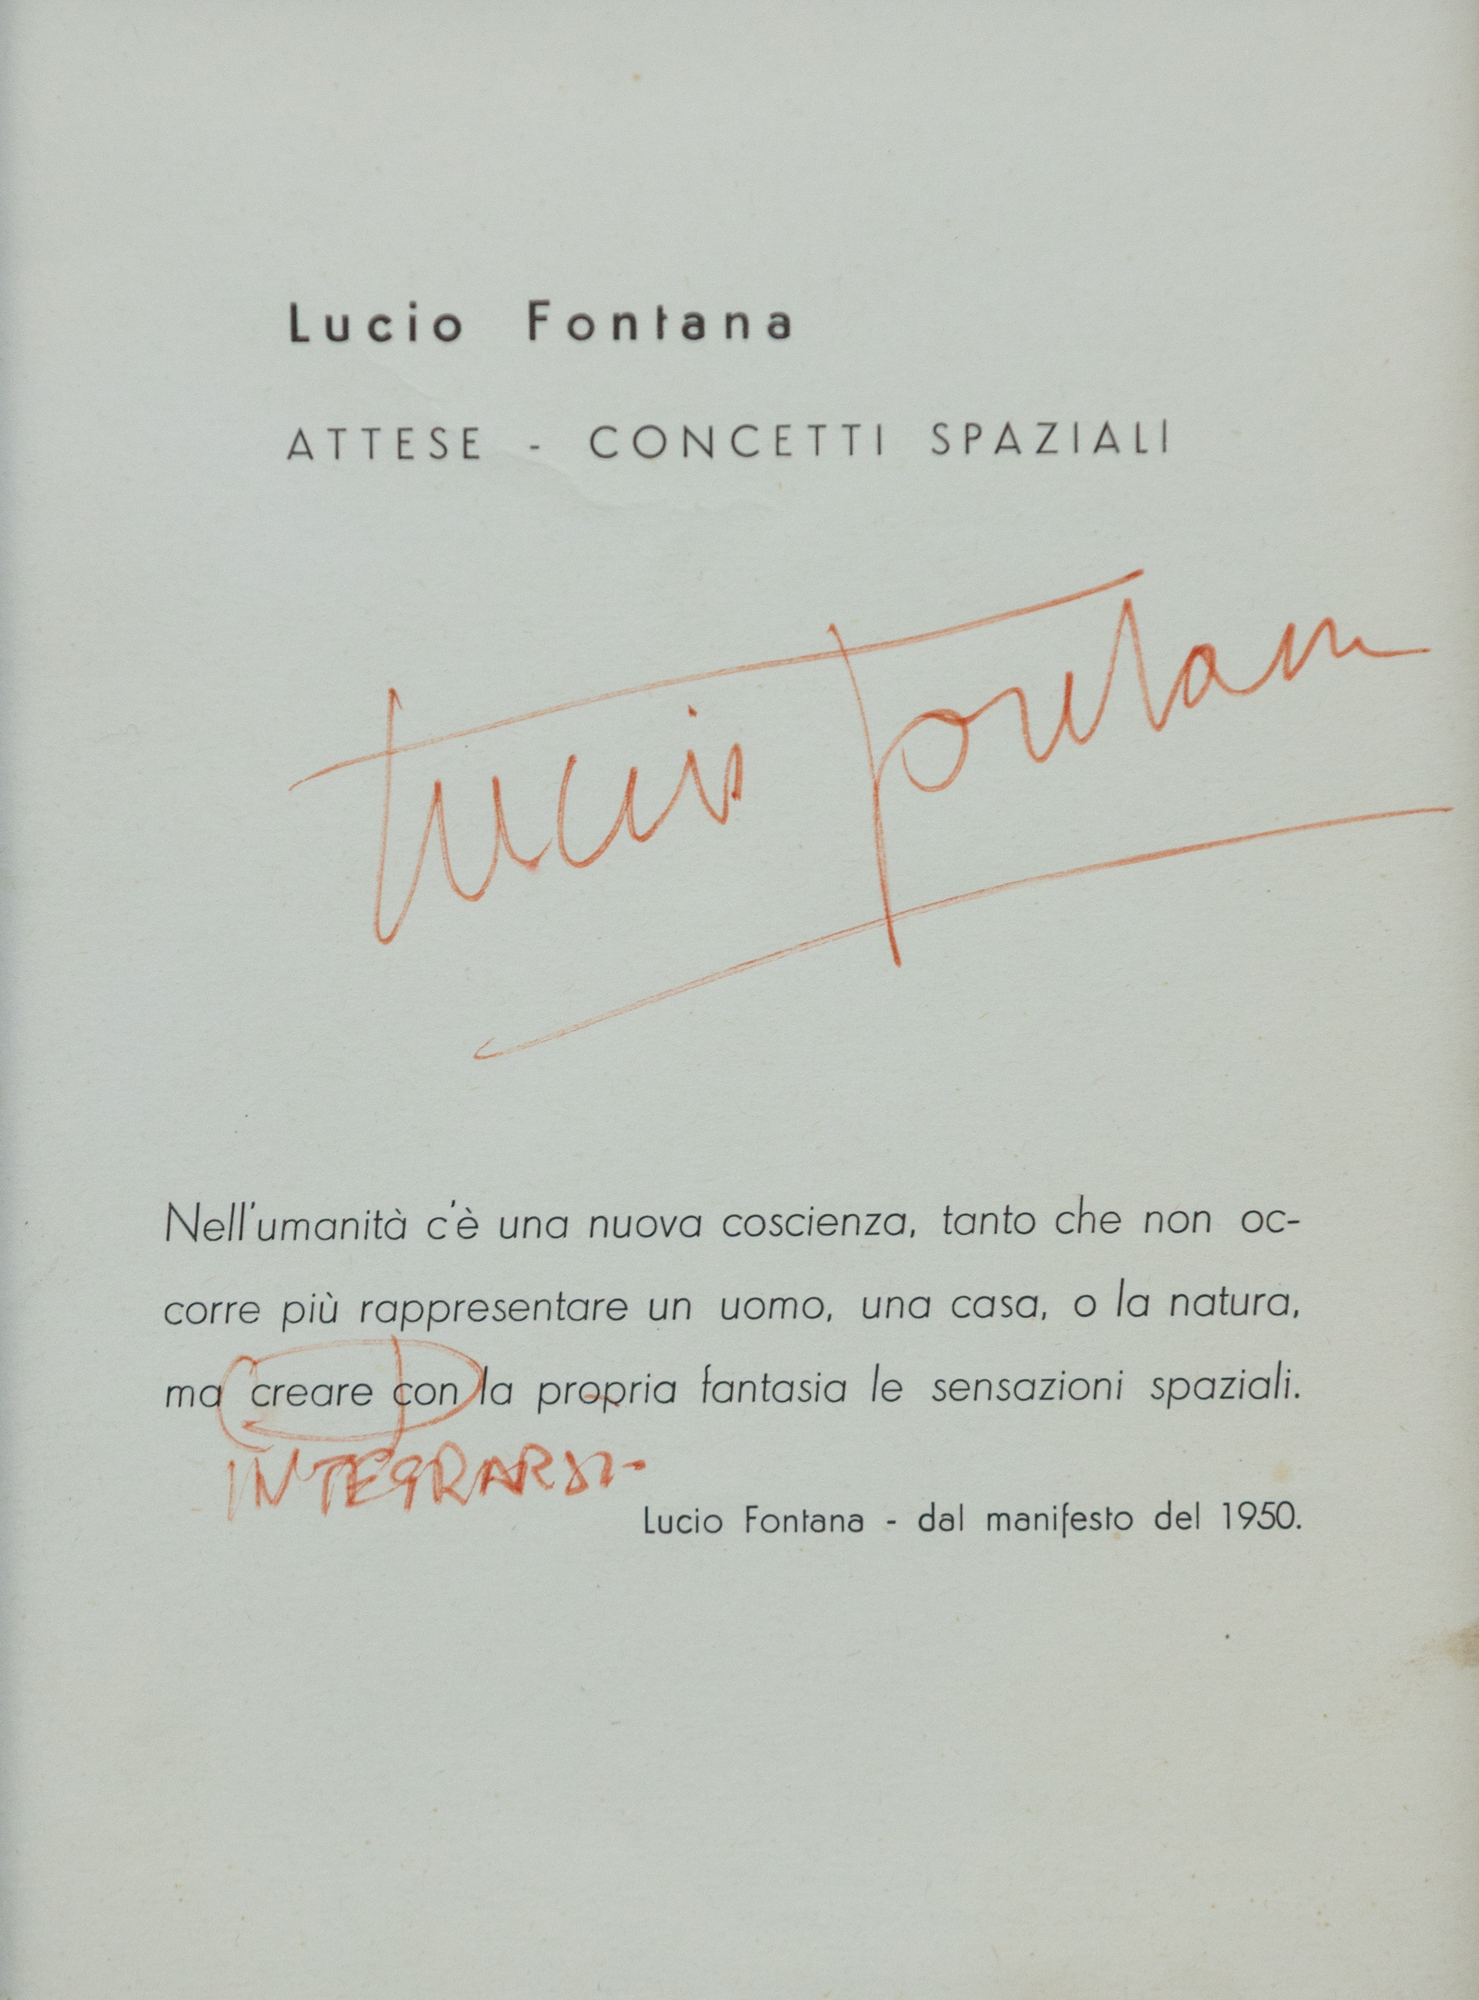 Lucio Fontana
ATTESE - CONCETTI SPAZIALI
Lucio Fontana
Nell'umanità c'è una nuova coscienza, tanto che non oc-
corre più rappresentare un uomo, una casa, o la natura,
ma creare con la propria fantasia le sensazioni spaziali.
INTEGRARSI-
Lucio Fontana - dal manifesto del 1950.